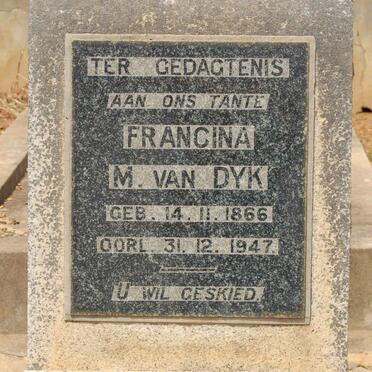 TER GEDAGTENIS
AAN ONS TANTE
FRANCINA
M. VAN DYK
GEB. 14. 11. 1866
OORL. 31. 12. 1947.
U WIL GESKIED.